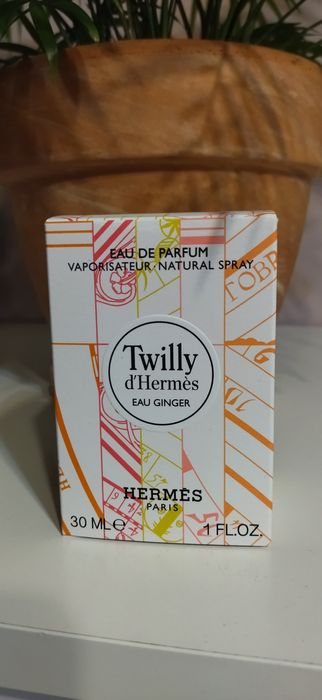 EAU DE PARFUM
VAPORISATEUR · NATURAL SPRAY
Twilly
d'Hermès
EAU GINGER
HERMÈS
PARIS
30 ML℮ 1 FL.OZ.